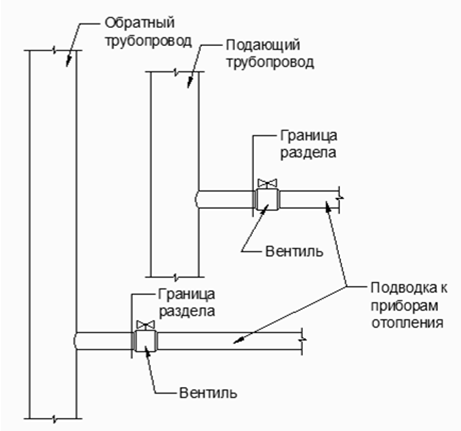 Обратный
трубопровод
Подающий
трубопровод
Граница
раздела
Вентиль
Граница
раздела
Подводка к
приборам
отопления
Вентиль